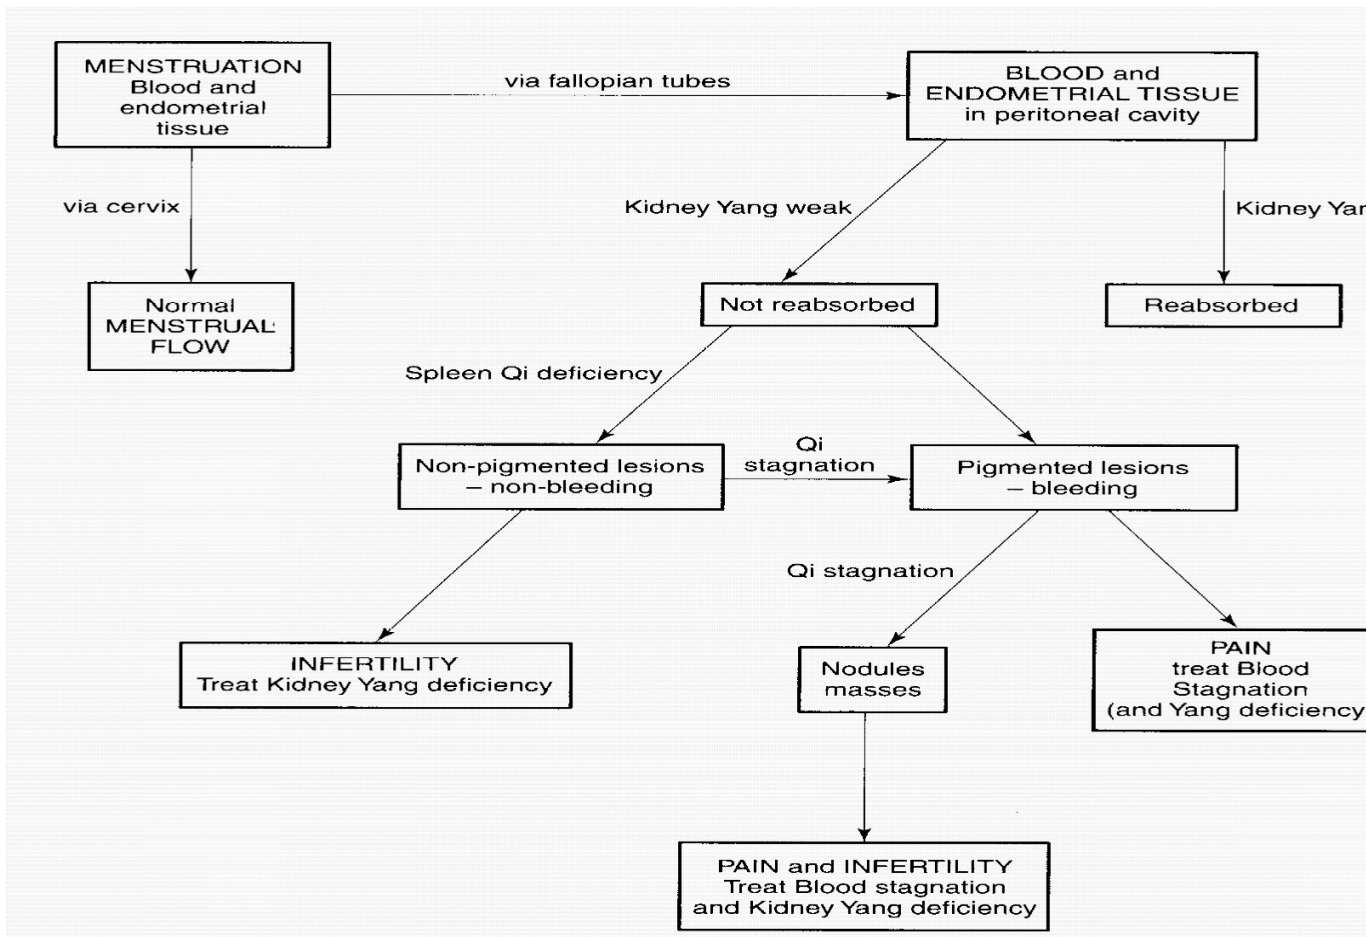 MENSTRUATION
Blood and
endometrial
tissue
via fallopian tubes
BLOOD and
ENDOMETRIAL TISSUE
in peritoneal cavity
via cervix
Kidney Yang weak
Kidney Yan
Normal
MENSTRUAL
FLOW
Not reabsorbed
Reabsorbed
Spleen Qi deficiency
Non-pigmented lesions
– non-bleeding
Qi
stagnation
Pigmented lesions
– bleeding
Qi stagnation
INFERTILITY
Treat Kidney Yang deficiency
Nodules
masses
PAIN
treat Blood
Stagnation
(and Yang deficiency
PAIN and INFERTILITY
Treat Blood stagnation
and Kidney Yang deficiency